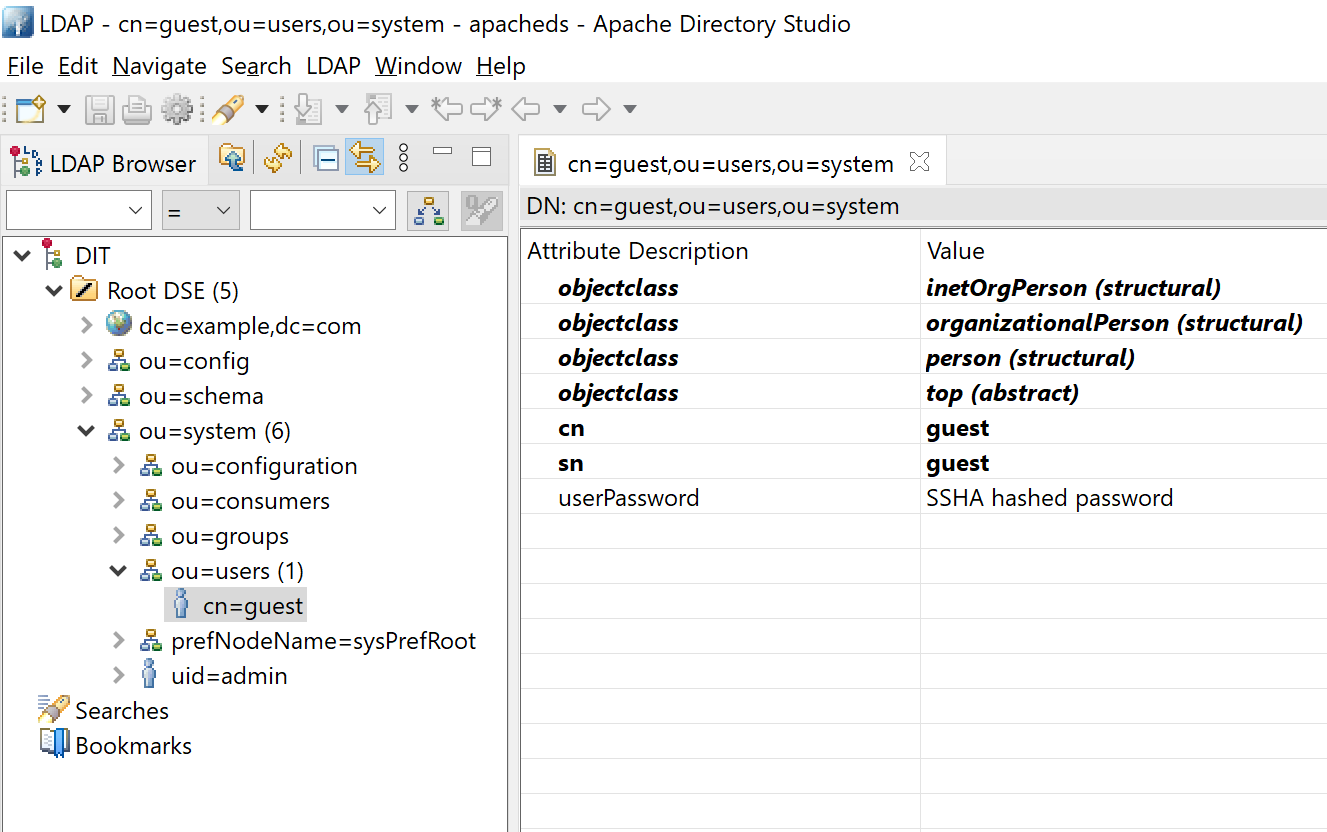 LDAP - cn=guest,ou=users,ou=system - apacheds - Apache Directory Studio
File Edit Navigate Search LDAP Window Help
LDAP Browser
=
DIT
Root DSE (5)
dc=example,dc=com
ou=config
ou=schema
ou=system (6)
ou=configuration
ou=consumers
ou=groups
ou=users (1)
cn=guest
prefNodeName=sysPrefRoot
uid=admin
Searches
Bookmarks
cn=guest,ou=users,ou=system
DN: cn=guest,ou=users,ou=system
Attribute Description Value
objectclass inetOrgPerson (structural)
objectclass organizationalPerson (structural)
objectclass person (structural)
objectclass top (abstract)
cn guest
sn guest
userPassword SSHA hashed password